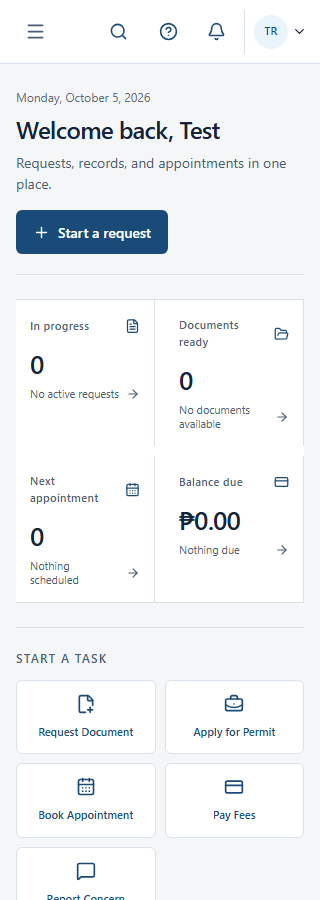 TR
Monday, October 5, 2026
Welcome back, Test
Requests, records, and appointments in one
place.
Start a request
In progress
0
No active requests
Documents
ready
0
No documents
available
Next
appointment
0
Nothing
scheduled
Balance due
₱0.00
Nothing due
START A TASK
Request Document
Apply for Permit
Book Appointment
Pay Fees
Report Concern